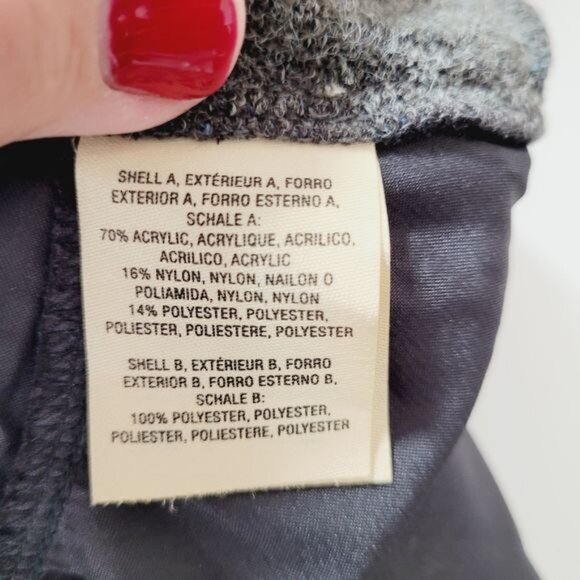 SHELL A, EXTÉRIEUR A, FORRO
EXTERIOR A, FORRO ESTERNO A,
SCHALE A:
70% ACRYLIC, ACRYLIQUE, ACRILICO,
ACRILICO, ACRYLIC
16% NYLON, NYLON, NAILON O
POLIAMIDA, NYLON, NYLON
14% POLYESTER, POLYESTER,
POLIESTER, POLIESTERE, POLYESTER
SHELL B, EXTÉRIEUR B, FORRO
EXTERIOR B, FORRO ESTERNO B,
SCHALE B:
100% POLYESTER, POLYESTER,
POLIESTER, POLIESTERE, POLYESTER